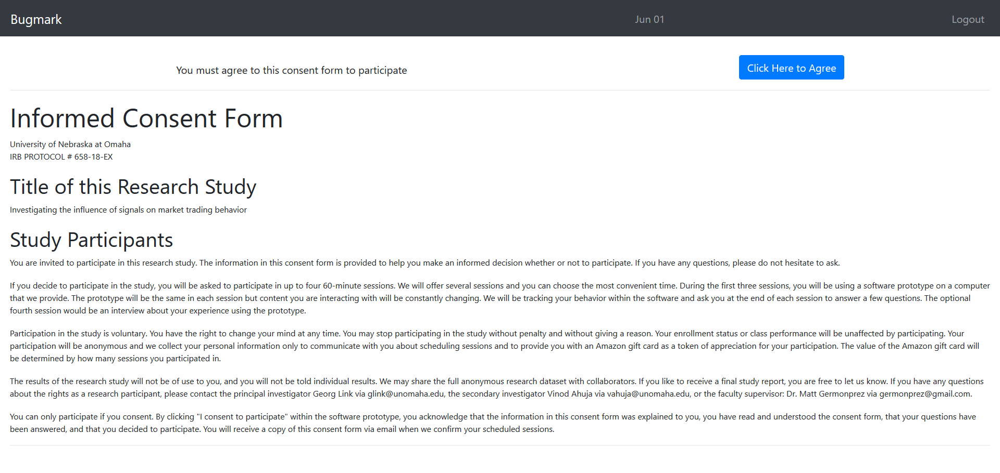 Bugmark
Jun 01
Logout
You must agree to this consent form to participate
Click Here to Agree
Informed Consent Form
University of Nebraska at Omaha
IRB PROTOCOL # 658-18-EX
Title of this Research Study
Investigating the influence of signals on market trading behavior
Study Participants
You are invited to participate in this research study. The information in this consent form is provided to help you make an informed decision whether or not to participate. If you have any questions, please do not hesitate to ask.
If you decide to participate in the study, you will be asked to participate in up to four 60-minute sessions. We will offer several sessions and you can choose the most convenient time. During the first three sessions, you will be using a software prototype on a computer
that we provide. The prototype will be the same in each session but content you are interacting with will be constantly changing. We will be tracking your behavior within the software and ask you at the end of each session to answer a few questions. The optional
fourth session would be an interview about your experience using the prototype.
Participation in the study is voluntary. You have the right to change your mind at any time. You may stop participating in the study without penalty and without giving a reason. Your enrollment status or class performance will be unaffected by participating. Your
participation will be anonymous and we collect your personal information only to communicate with you about scheduling sessions and to provide you with an Amazon gift card as a token of appreciation for your participation. The value of the Amazon gift card will
be determined by how many sessions you participated in.
The results of the research study will not be of use to you, and you will not be told individual results. We may share the full anonymous research dataset with collaborators. If you like to receive a final study report, you are free to let us know. If you have any questions
about the rights as a research participant, please contact the principal investigator Georg Link via glink@unomaha.edu, the secondary investigator Vinod Ahuja via vahuja@unomaha.edu, or the faculty supervisor: Dr. Matt Germonprez via germonprez@gmail.com.
You can only participate if you consent. By clicking "I consent to participate" within the software prototype, you acknowledge that the information in this consent form was explained to you, you have read and understood the consent form, that your questions have
been answered, and that you decided to participate. You will receive a copy of this consent form via email when we confirm your scheduled sessions.